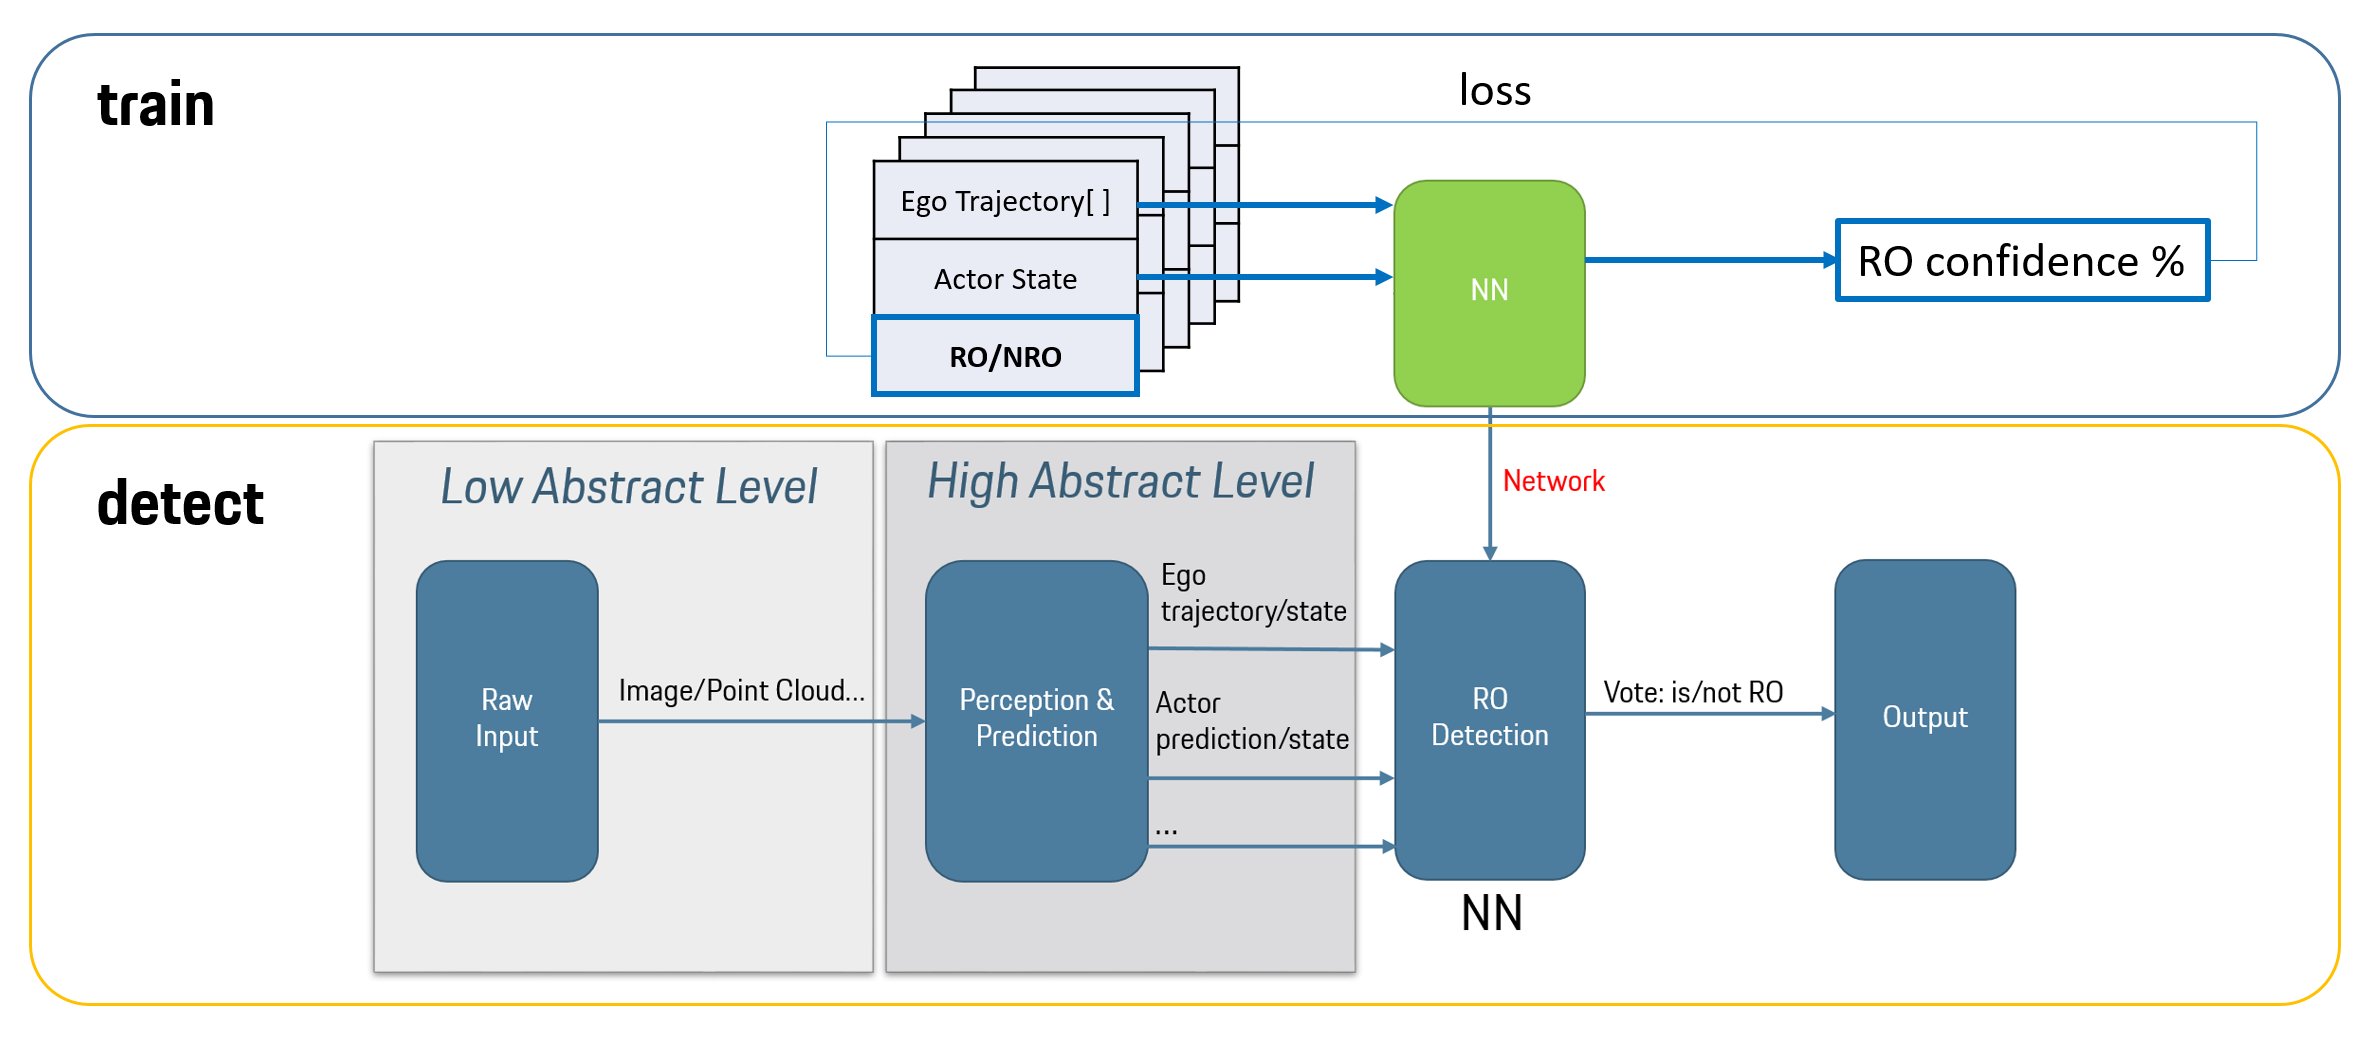 train
loss
Ego Trajectory[ ]
Actor State
RO/NRO
NN
RO confidence %
detect
Low Abstract Level
High Abstract Level
Network
Raw
Input
Image/Point Cloud...
Perception &
Prediction
Ego
trajectory/state
Actor
prediction/state
...
RO
Detection
NN
Vote: is/not RO
Output